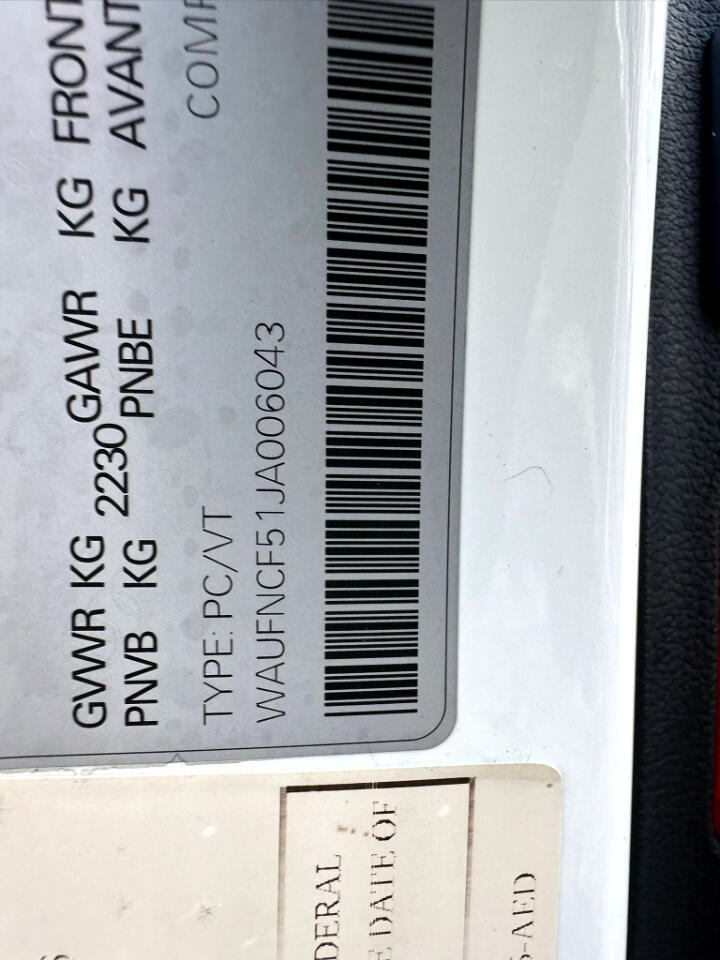 GVWR KG 2230 GAWR KG FRONT
PNVB KG PNBE KG AVANT
TYPE: PC/VT COMP
WAUFNCF51JA006043
DERAL
E DATE OF
-AED